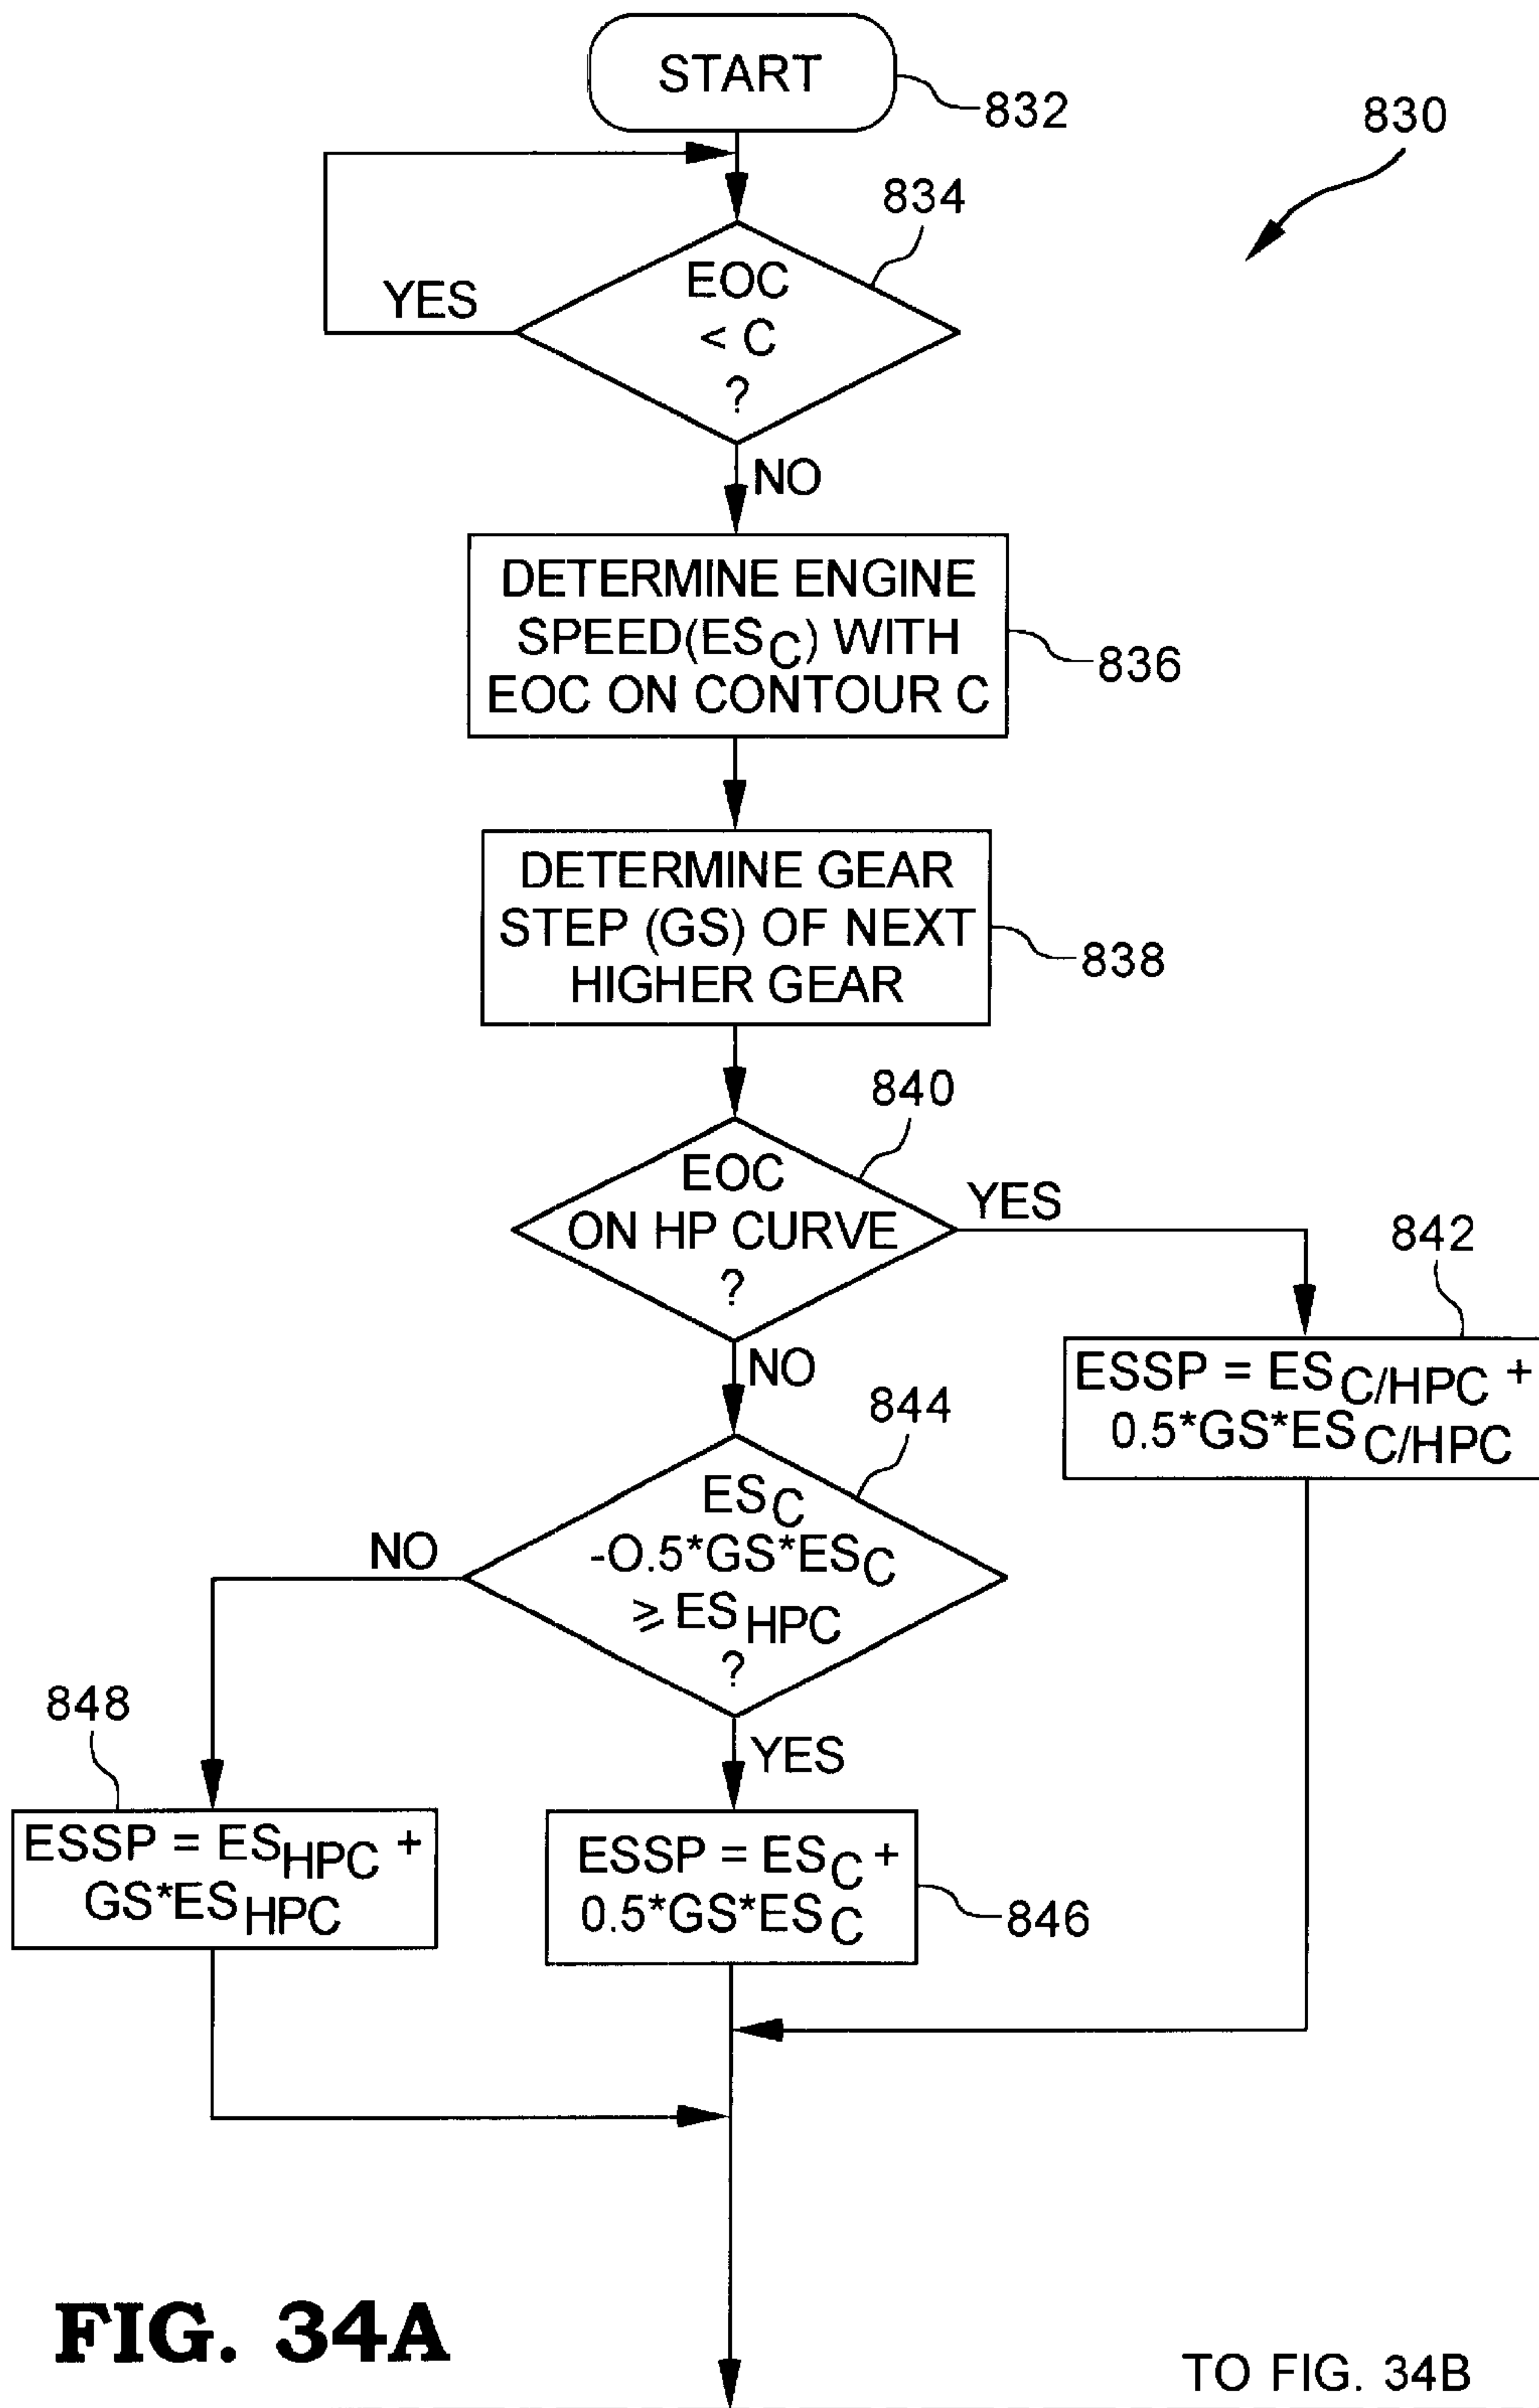 START
832
830
834
EOC
< C
?
YES
NO
DETERMINE ENGINE
SPEED(ESC) WITH
EOC ON CONTOUR C
836
DETERMINE GEAR
STEP (GS) OF NEXT
HIGHER GEAR
838
840
EOC
ON HP CURVE
?
YES
842
NO
ESSP = ESC/HPC +
0.5*GS*ESC/HPC
844
ESC
-0.5*GS*ESC
≥ ESHPC
?
NO
848
YES
ESSP = ESHPC +
GS*ESHPC
ESSP = ESC +
0.5*GS*ESC
846
FIG. 34A
TO FIG. 34B